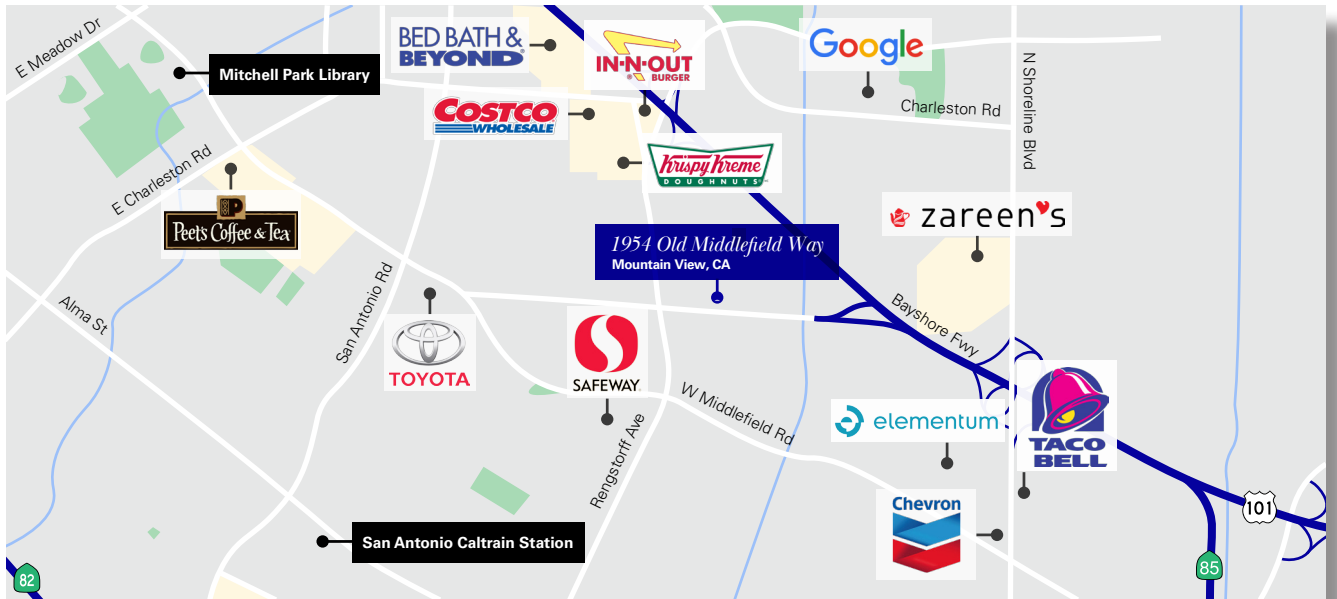 E Meadow Dr
Mitchell Park Library
BED BATH &
BEYOND
IN-N-OUT
BURGER
Google
COSTCO
WHOLESALE
Charleston Rd
N Shoreline Blvd
E Charleston Rd
Krispy Kreme
DOUGHNUTS
P
Peet's Coffee & Tea
zareen's
1954 Old Middlefield Way
Mountain View, CA
San Antonio Rd
Alma St
TOYOTA
SAFEWAY
Bayshore Fwy
W Middlefield Rd
elementum
TACO
BELL
Rengstorff Ave
Chevron
101
San Antonio Caltrain Station
82
85